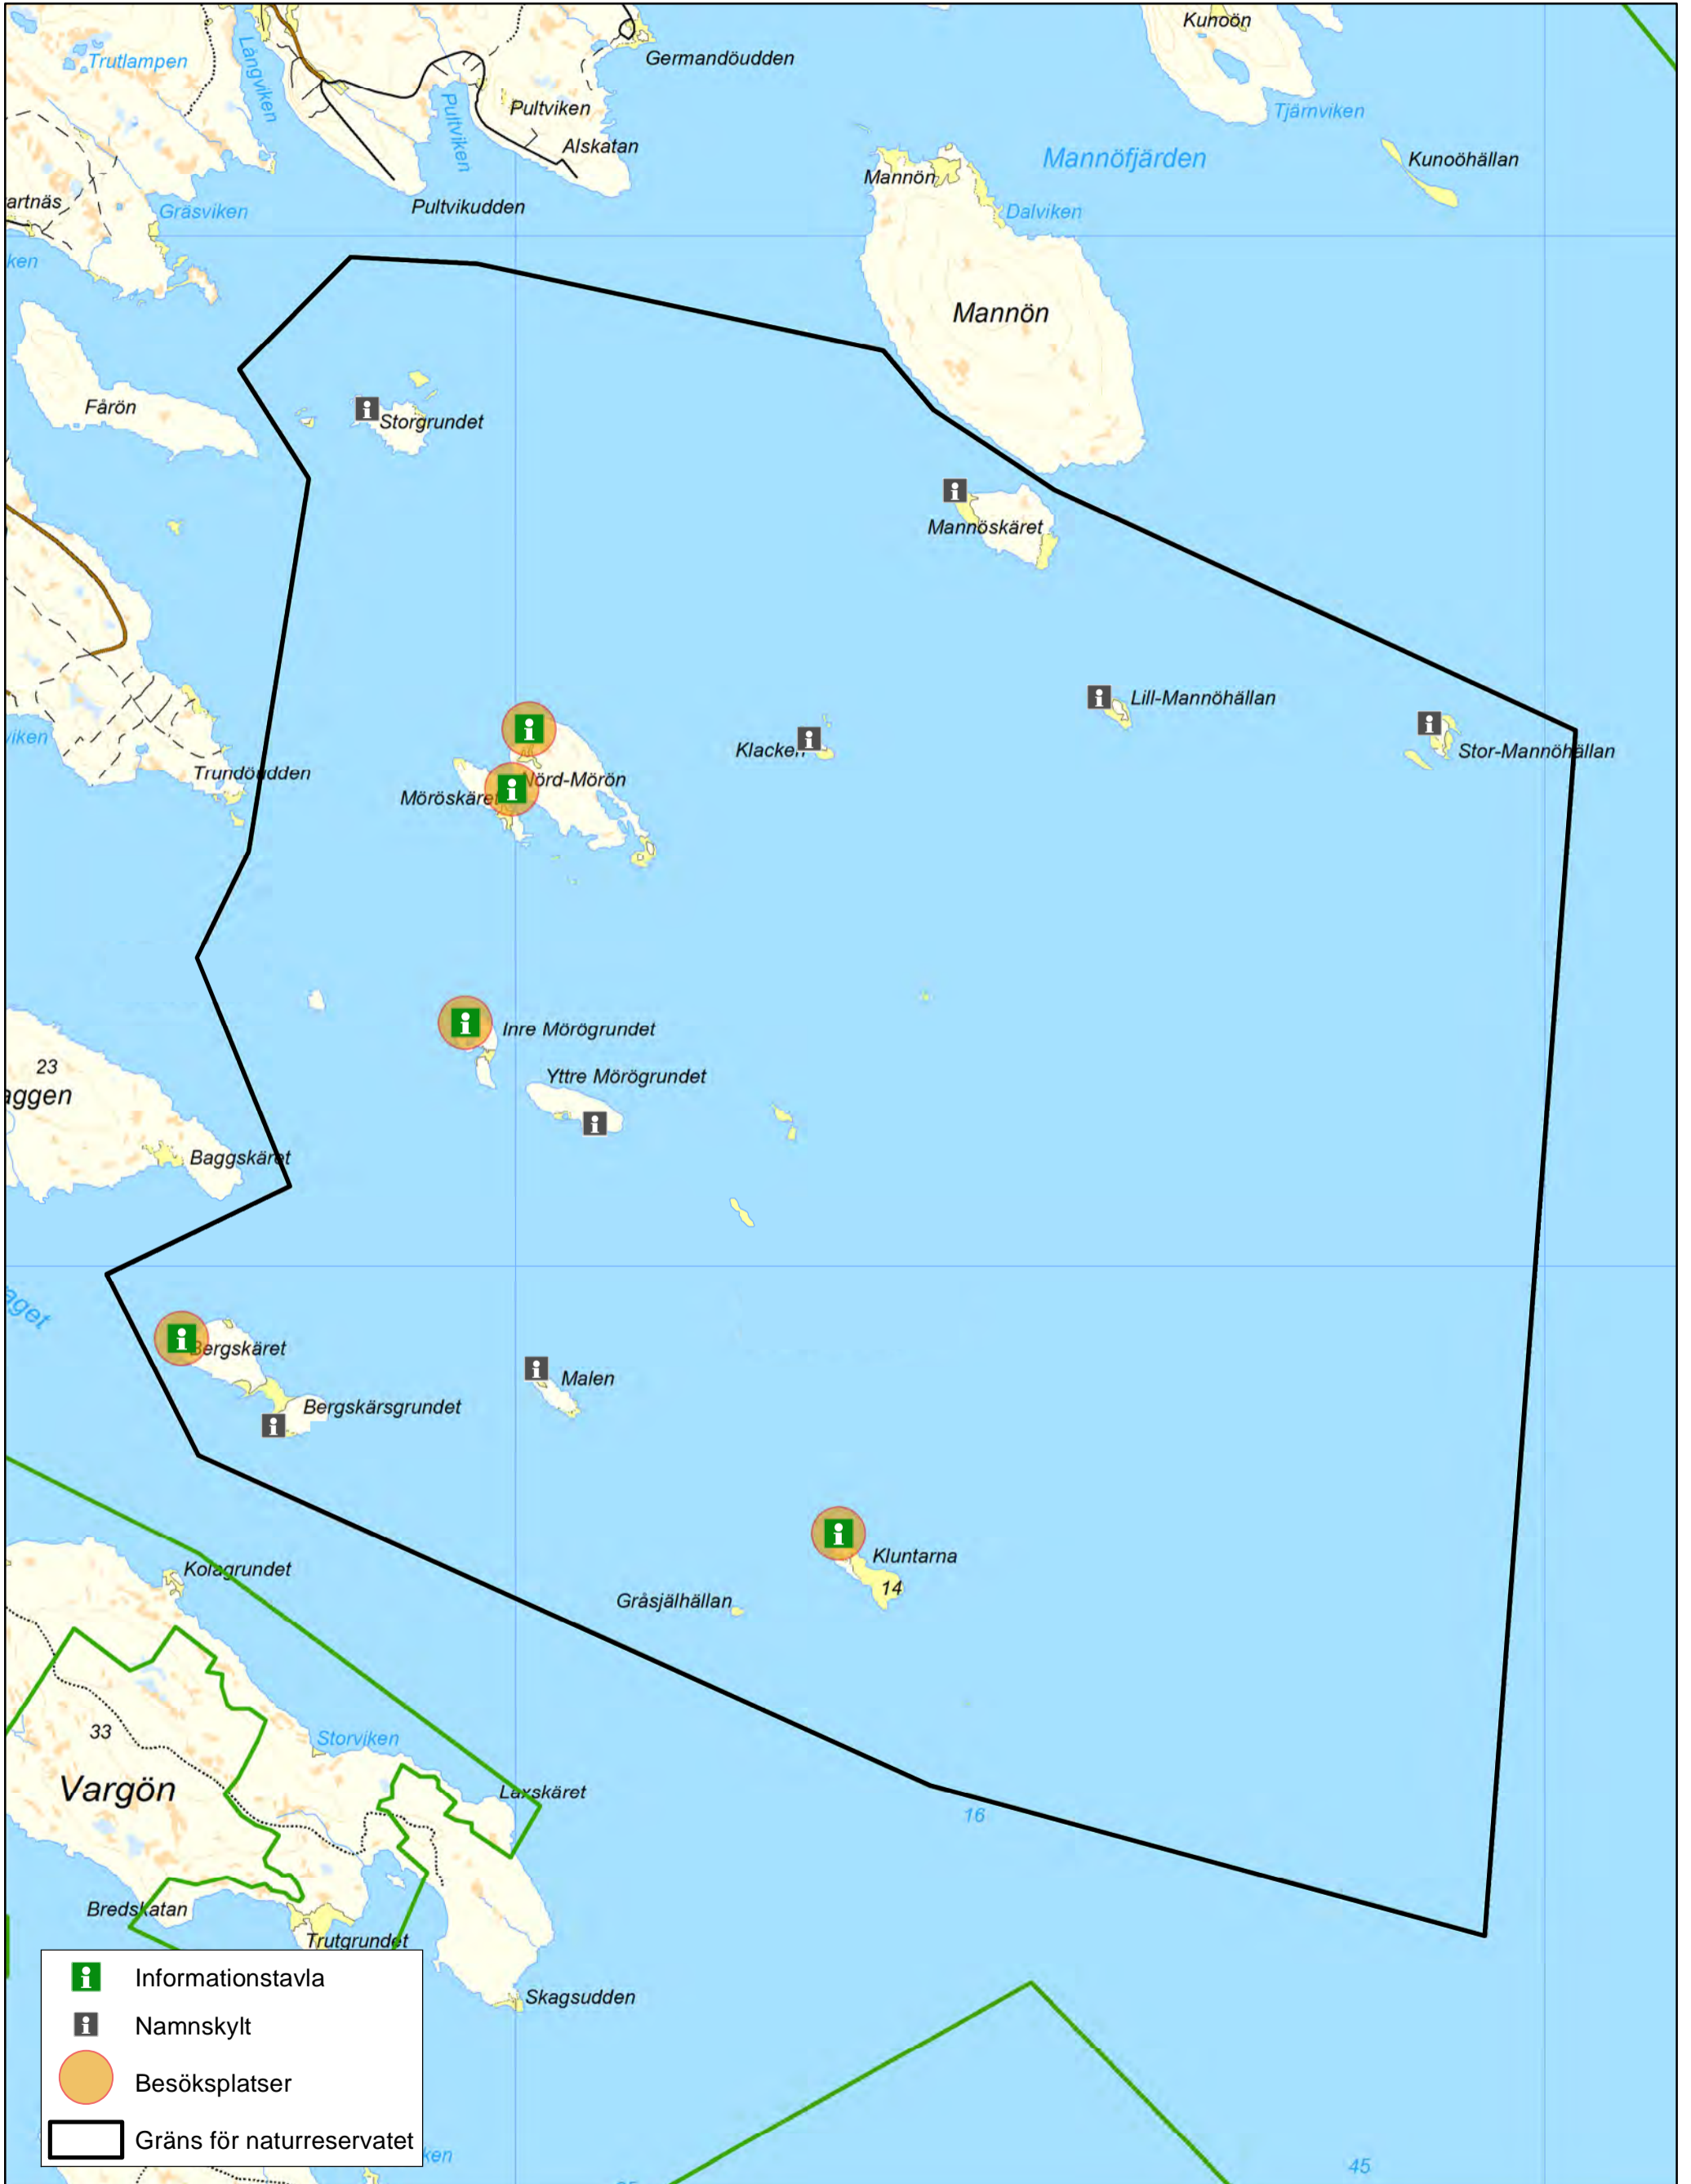 Kunoön
Germandöudden
Trutlampen
Långviken
Pultviken
Pultviken
Tjärnviken
Alskatan
Mannöfjärden
Kunoöhällan
Mannön
artnäs
Gräsviken
Pultvikudden
Dalviken
ken
Mannön
Fårön
Storgrundet
Mannöskäret
Lill-Mannöhällan
viken
Klacken
Stor-Mannöhällan
Trundöudden
Nörd-Mörön
Möröskäret
Inre Mörögrundet
23
aggen
Yttre Mörögrundet
Baggskäret
aget
Bergskäret
Malen
Bergskärsgrundet
Kluntarna
Kolagrundet
14
Gråsjälhällan
33
Storviken
Vargön
Laxskäret
16
Bredskatan
Trutgrundet
Skagsudden
Informationstavla
Namnskylt
Besöksplatser
Gräns för naturreservatet
ken
45